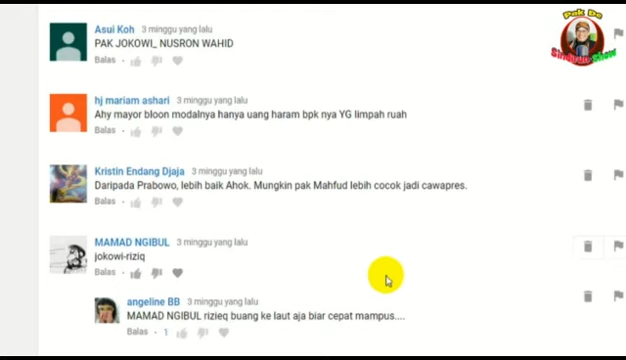 Pak De
Asui Koh 3 minggu yang lalu
PAK JOKOWI_ NUSRON WAHID
Balas
hj mariam ashari 3 minggu yang lalu
Ahy mayor bloon modalnya hanya uang haram bpk nya YG limpah ruah
Balas
Kristin Endang Djaja 3 minggu yang lalu
Daripada Prabowo, lebih baik Ahok. Mungkin pak Mahfud lebih cocok jadi cawapres.
Balas
MAMAD NGIBUL 3 minggu yang lalu
jokowi-riziq
Balas
angeline BB 3 minggu yang lalu
MAMAD NGIBUL rizieq buang ke laut aja biar cepat mampus....
Balas 1